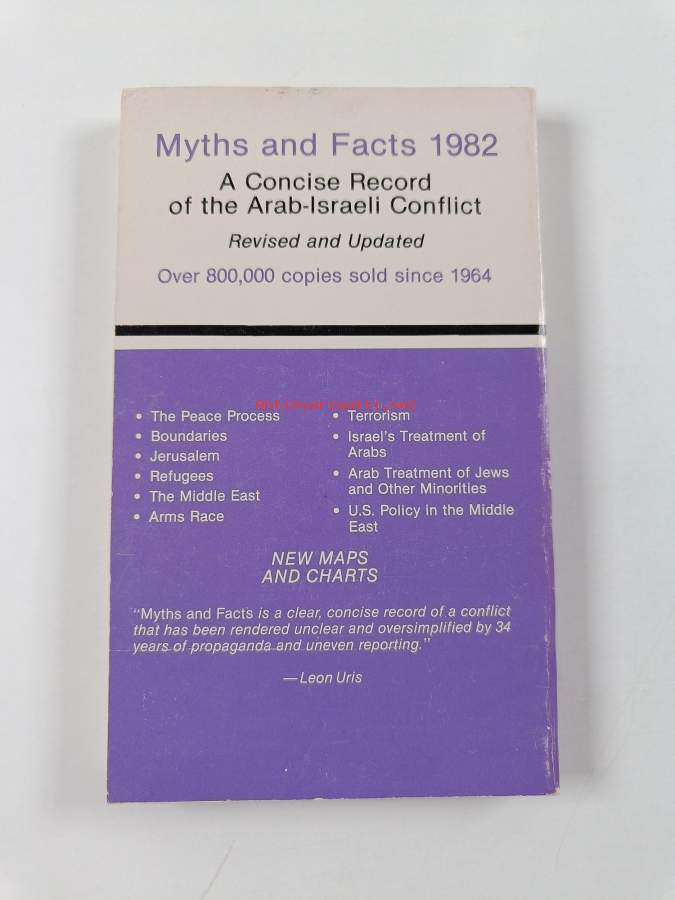 Myths and Facts 1982
A Concise Record
of the Arab-Israeli Conflict
Revised and Updated
Over 800,000 copies sold since 1964
• The Peace Process
• Boundaries
• Jerusalem
• Refugees
• The Middle East
• Arms Race
• Terrorism
• Israel's Treatment of
Arabs
• Arab Treatment of Jews
and Other Minorities
• U.S. Policy in the Middle
East
NEW MAPS
AND CHARTS
"Myths and Facts is a clear, concise record of a conflict
that has been rendered unclear and oversimplified by 34
years of propaganda and uneven reporting."
—Leon Uris